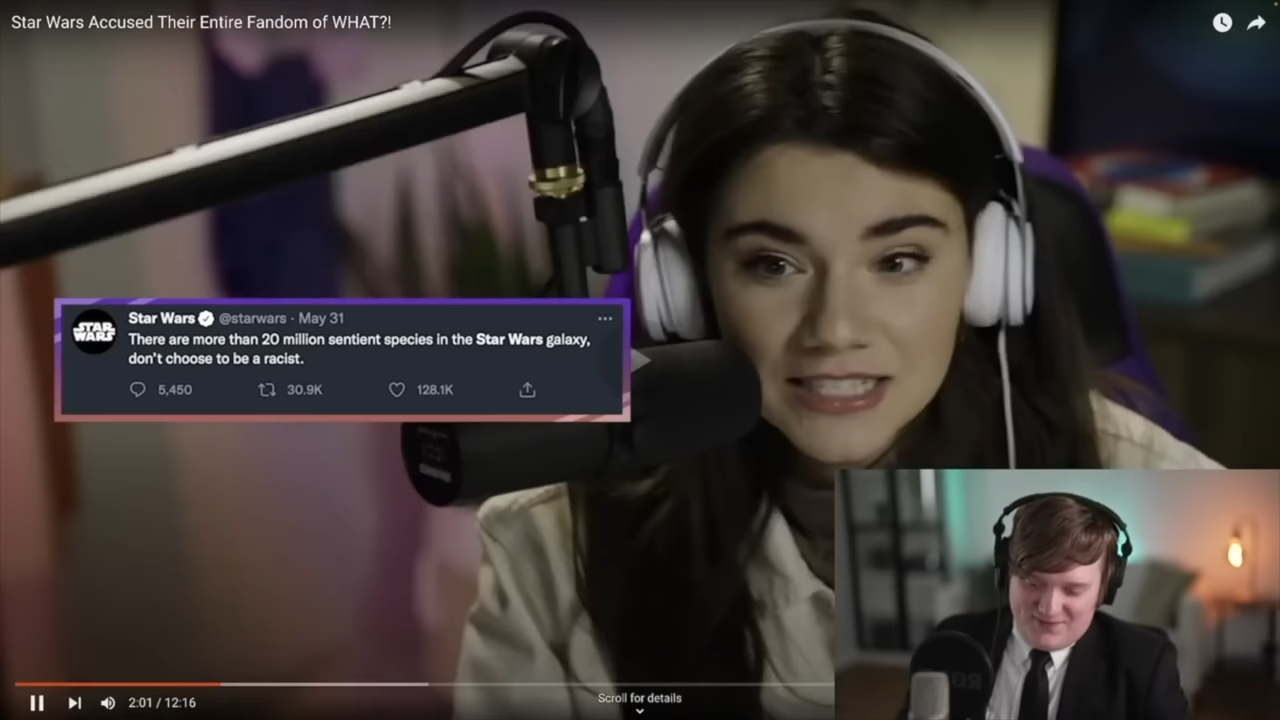 Star Wars Accused Their Entire Fandom of WHAT?!
STAR
WARS
Star Wars @starwars · May 31
There are more than 20 million sentient species in the Star Wars galaxy,
don't choose to be a racist.
5,450 30.9K 128.1K
2:01 / 12:16
Scroll for details